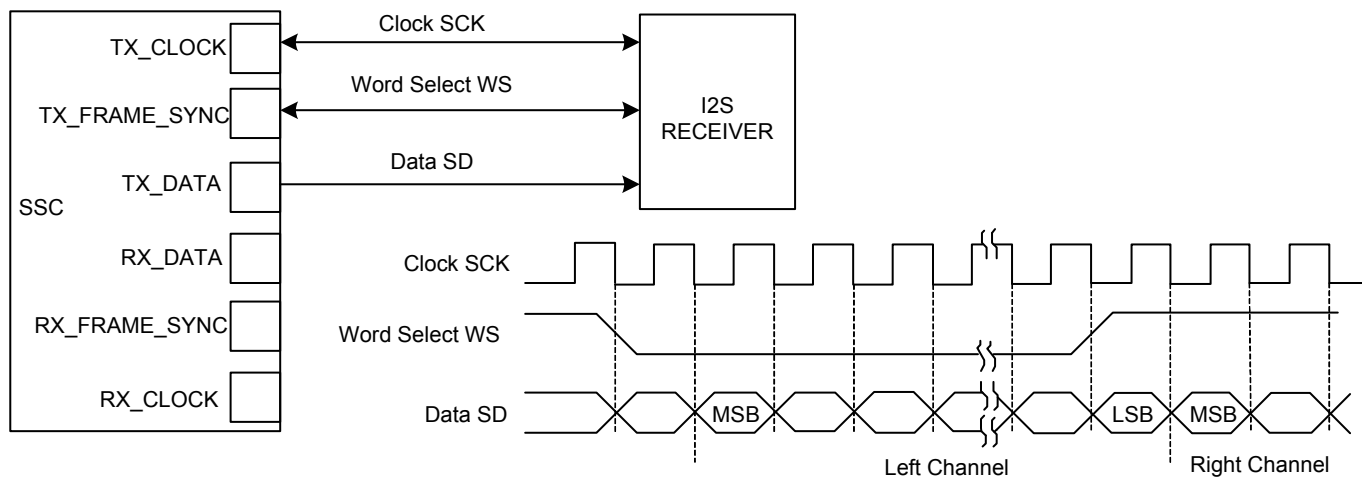 Clock SCK
TX_CLOCK
Word Select WS
TX_FRAME_SYNC
I2S
RECEIVER
Data SD
TX_DATA
SSC
RX_DATA
Clock SCK
RX_FRAME_SYNC
Word Select WS
RX_CLOCK
Data SD
MSB
LSB
MSB
Left Channel
Right Channel